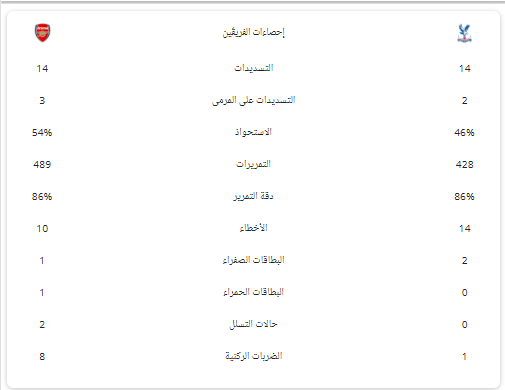 إحصاءات الفريقَين
14 التسديدات 14
2 التسديدات على المرمى 3
46% الاستحواذ 54%
428 التمريرات 489
86% دقة التمرير 86%
14 الأخطاء 10
2 البطاقات الصفراء 1
0 البطاقات الحمراء 1
0 حالات التسلل 2
1 الضربات الركنية 8